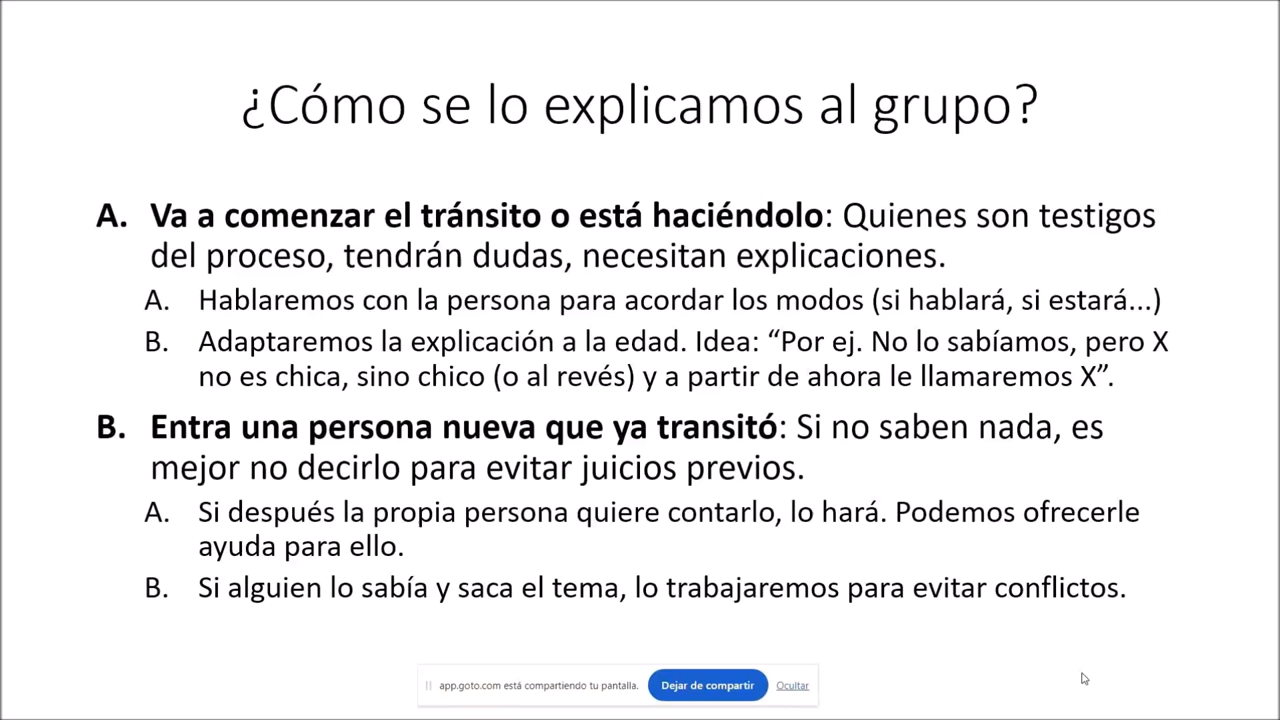 ¿Cómo se lo explicamos al grupo?
A. Va a comenzar el tránsito o está haciéndolo: Quienes son testigos
del proceso, tendrán dudas, necesitan explicaciones.
A. Hablaremos con la persona para acordar los modos (si hablará, si estará...)
B. Adaptaremos la explicación a la edad. Idea: “Por ej. No lo sabíamos, pero X
no es chica, sino chico (o al revés) y a partir de ahora le llamaremos X”.
B. Entra una persona nueva que ya transitó: Si no saben nada, es
mejor no decirlo para evitar juicios previos.
A. Si después la propia persona quiere contarlo, lo hará. Podemos ofrecerle
ayuda para ello.
B. Si alguien lo sabía y saca el tema, lo trabajaremos para evitar conflictos.
app.goto.com está compartiendo tu pantalla. Dejar de compartir Ocultar